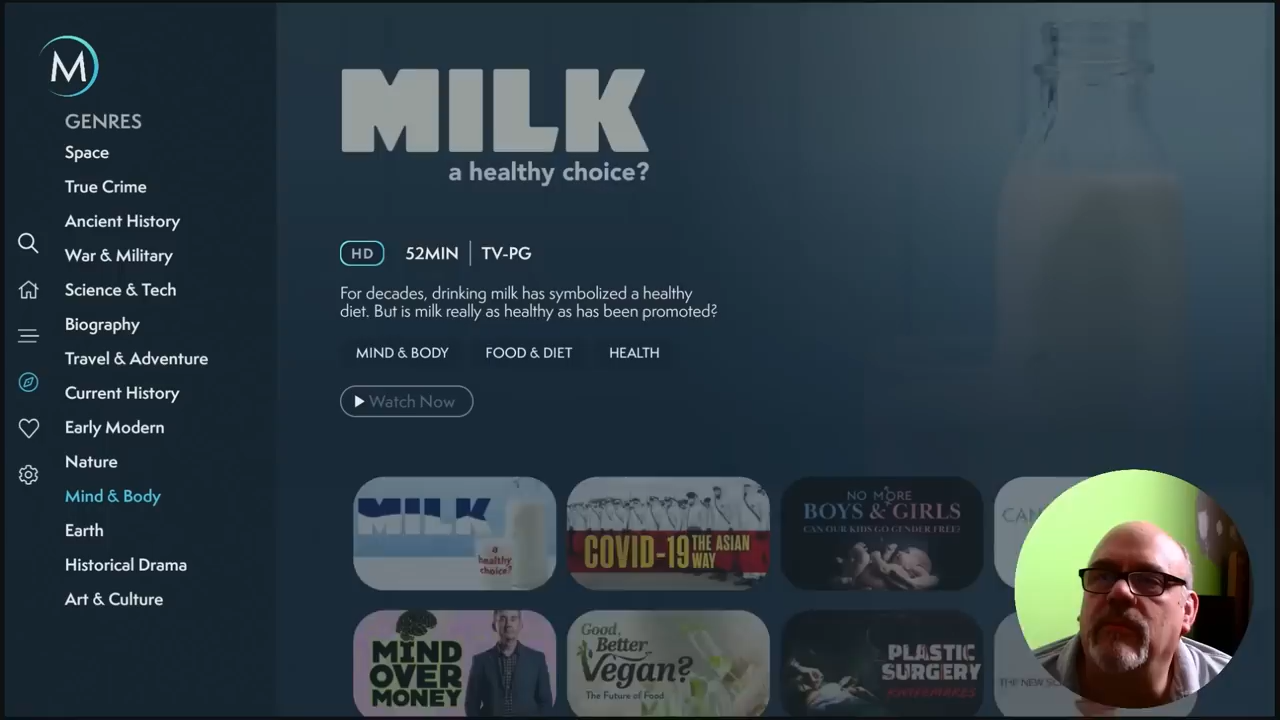 M
GENRES
Space
True Crime
Ancient History
War & Military
Science & Tech
Biography
Travel & Adventure
Current History
Early Modern
Nature
Mind & Body
Earth
Historical Drama
Art & Culture
MILK
a healthy choice?
HD 52MIN TV-PG
For decades, drinking milk has symbolized a healthy
diet. But is milk really as healthy as has been promoted?
MIND & BODY FOOD & DIET HEALTH
Watch Now
MILK
a
healthy
choice?
COVID-19 THE ASIAN
WAY
NO MORE
BOYS & GIRLS
CAN OUR KIDS GO GENDER FREE?
MIND
OVER
MONEY
Good,
Better,
Vegan?
The Future of Food
PLASTIC
SURGERY
THE NEW